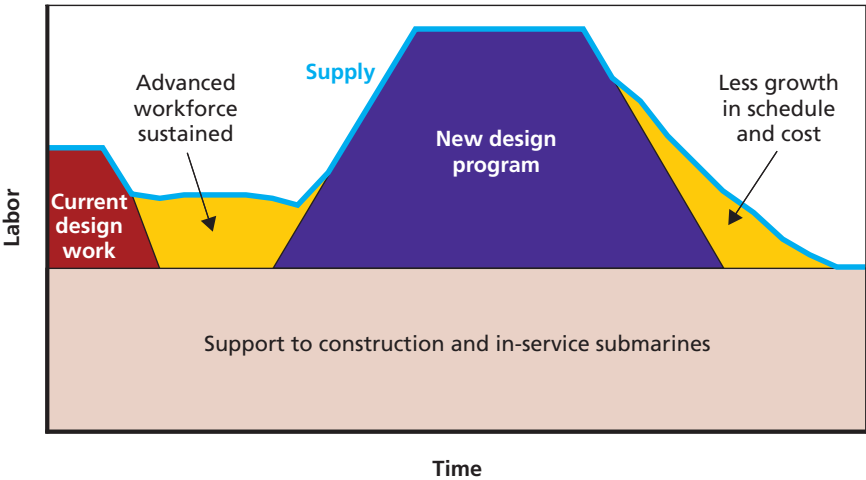 Supply
Advanced
workforce
sustained
Less growth
in schedule
and cost
New design
program
Current
design
work
Labor
Support to construction and in-service submarines
Time